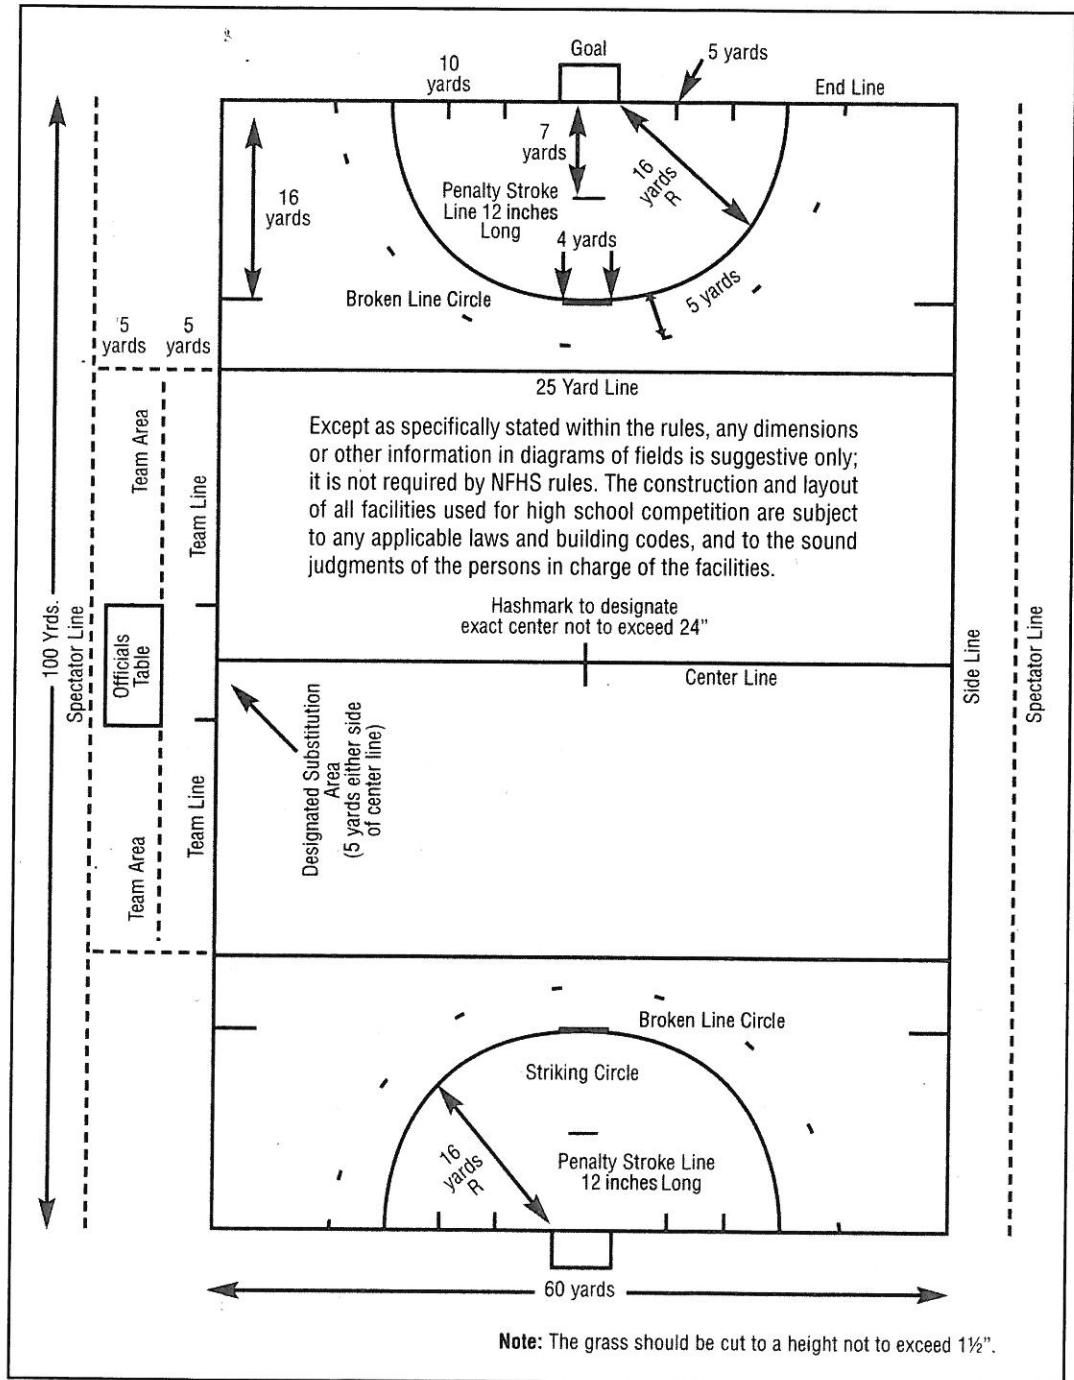 Goal
5 yards
10
yards
End Line
7
yards
16
yards
R
16
yards
Penalty Stroke
Line 12 inches
Long
4 yards
5 yards
Broken Line Circle
5
yards
5
yards
25 Yard Line
Team Area
Team Line
Except as specifically stated within the rules, any dimensions
or other information in diagrams of fields is suggestive only;
it is not required by NFHS rules. The construction and layout
of all facilities used for high school competition are subject
to any applicable laws and building codes, and to the sound
judgments of the persons in charge of the facilities.
Hashmark to designate
exact center not to exceed 24"
100 Yrds.
Spectator Line
Officials
Table
Center Line
Side Line
Spectator Line
Designated Substitution
Area
(5 yards either side
of center line)
Team Line
Team Area
Broken Line Circle
Striking Circle
16
yards
R
Penalty Stroke Line
12 inches Long
60 yards
Note: The grass should be cut to a height not to exceed 1½".